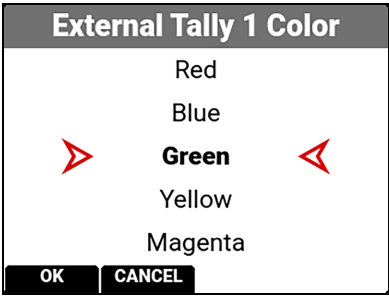 External Tally 1 Color
Red
Blue
Green
Yellow
Magenta
OK CANCEL